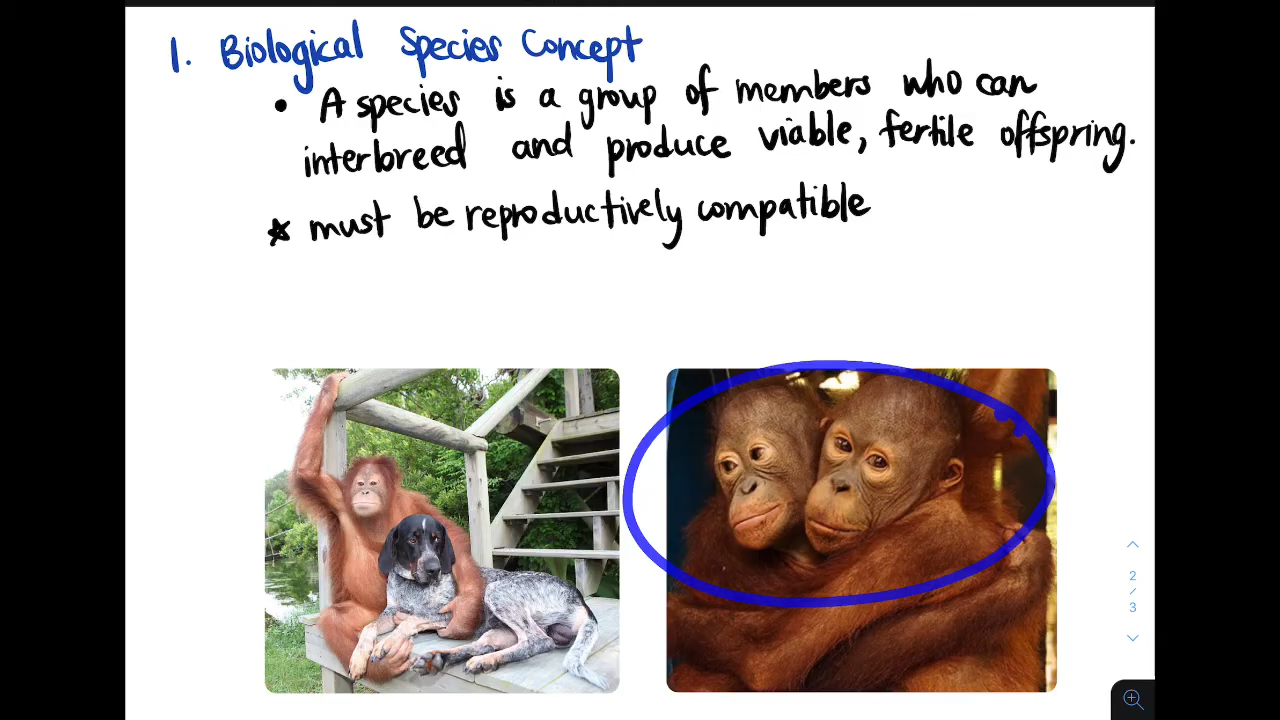 1. Biological Species Concept
• A species is a group of members who can
interbreed and produce viable, fertile offspring.
☆ must be reproductively compatible
2
/
3